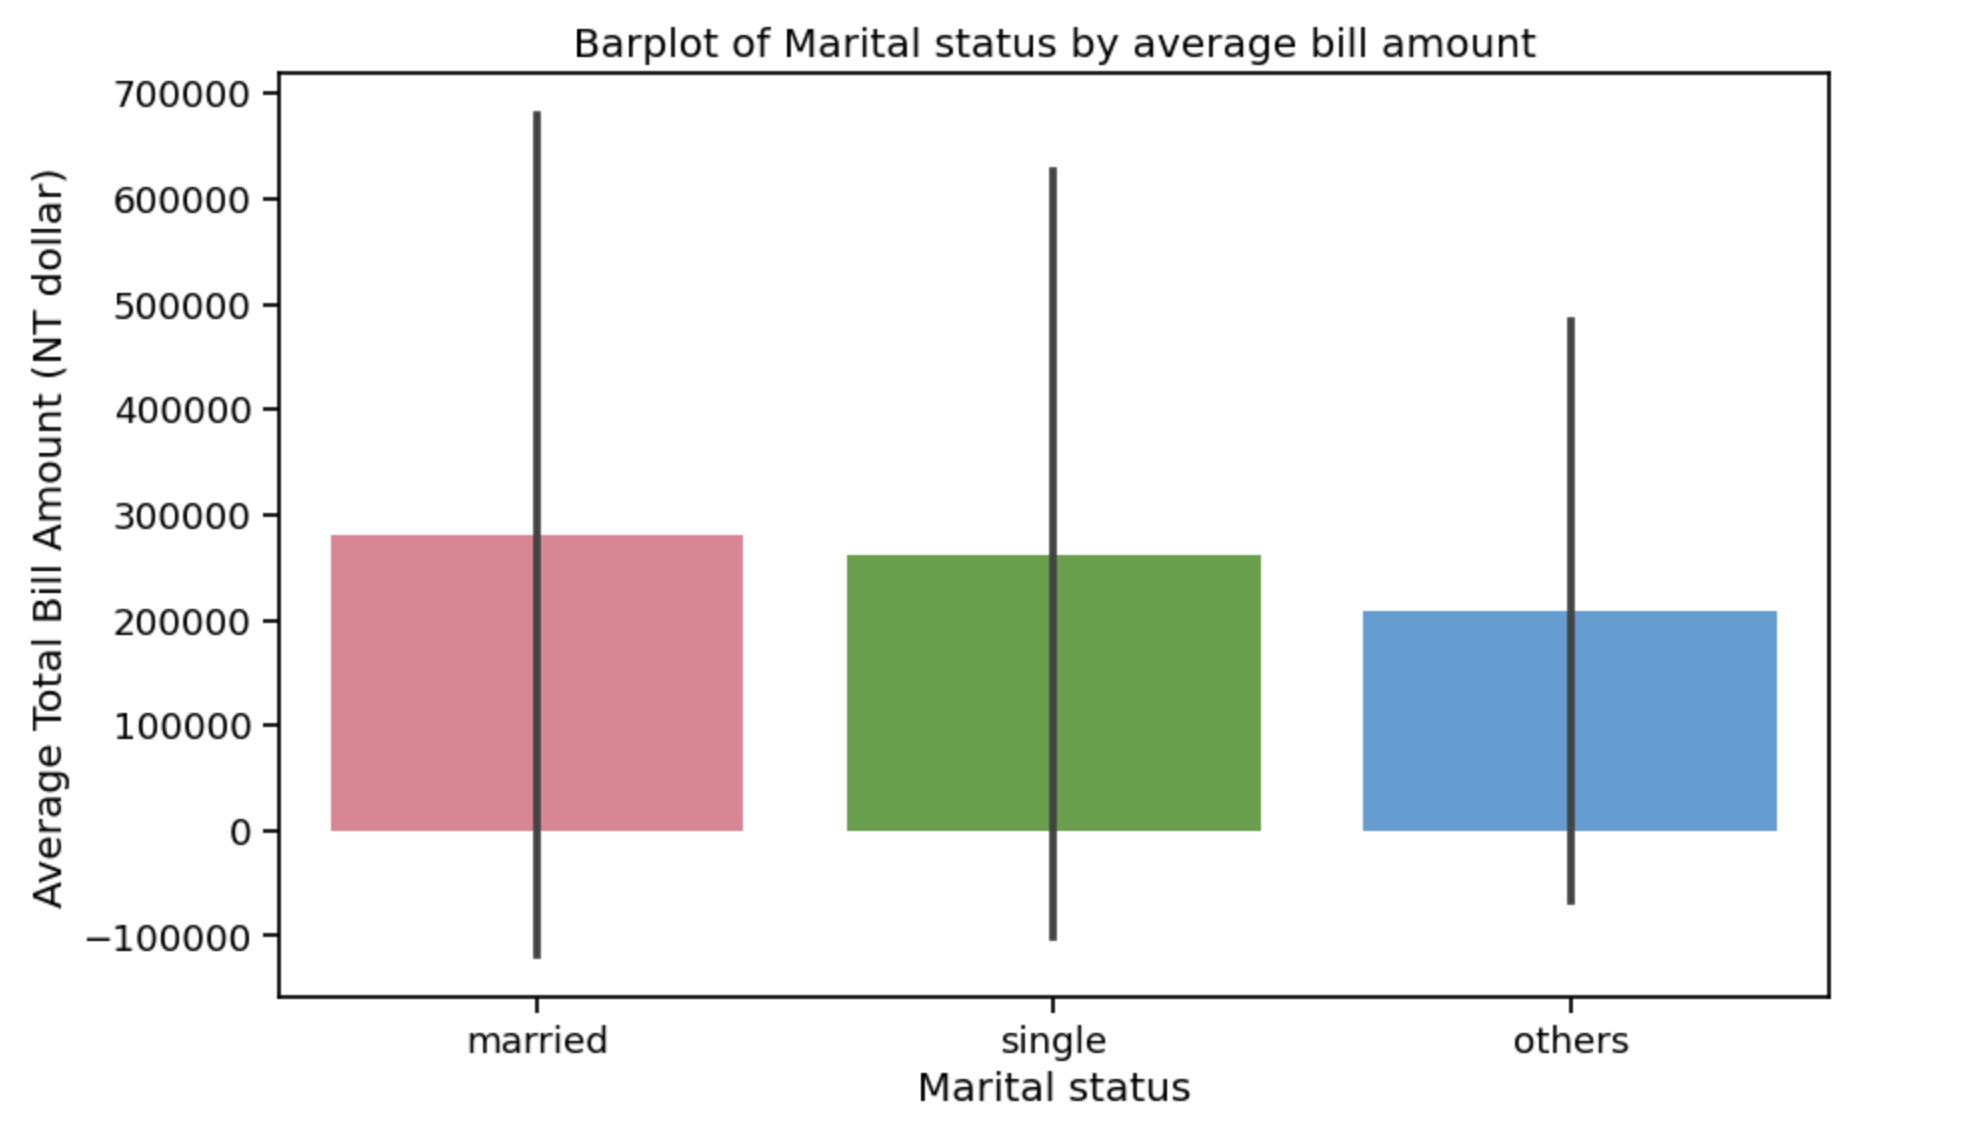 Barplot of Marital status by average bill amount
Average Total Bill Amount (NT dollar)
700000
600000
500000
400000
300000
200000
100000
0
−100000
married
single
others
Marital status